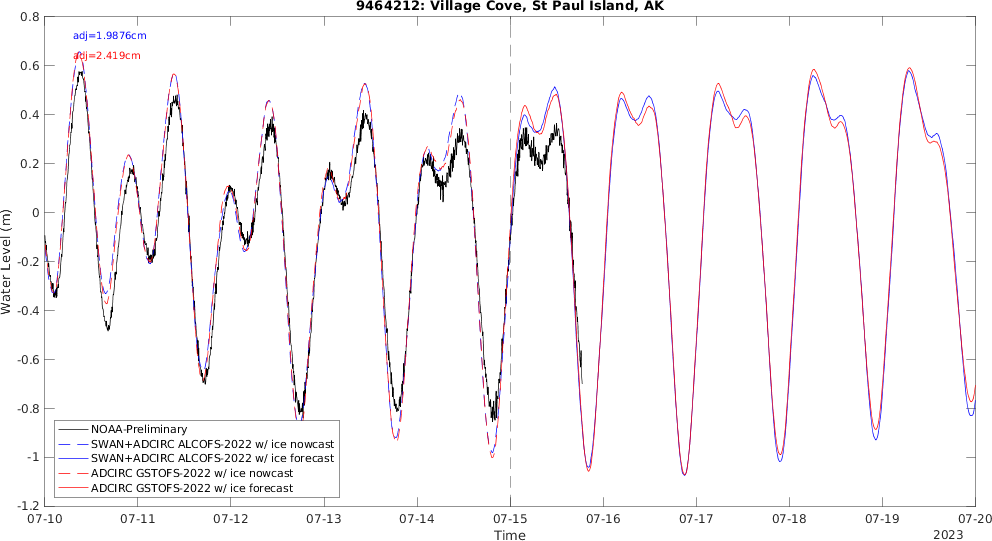 9464212: Village Cove, St Paul Island, AK
adj=1.9876cm
adj=2.419cm
0.8
0.6
0.4
0.2
0
-0.2
-0.4
-0.6
-0.8
-1
-1.2
Water Level (m)
NOAA-Preliminary
SWAN+ADCIRC ALCOFS-2022 w/ ice nowcast
SWAN+ADCIRC ALCOFS-2022 w/ ice forecast
ADCIRC GSTOFS-2022 w/ ice nowcast
ADCIRC GSTOFS-2022 w/ ice forecast
07-10 07-11 07-12 07-13 07-14 07-15 07-16 07-17 07-18 07-19 07-20
Time
2023